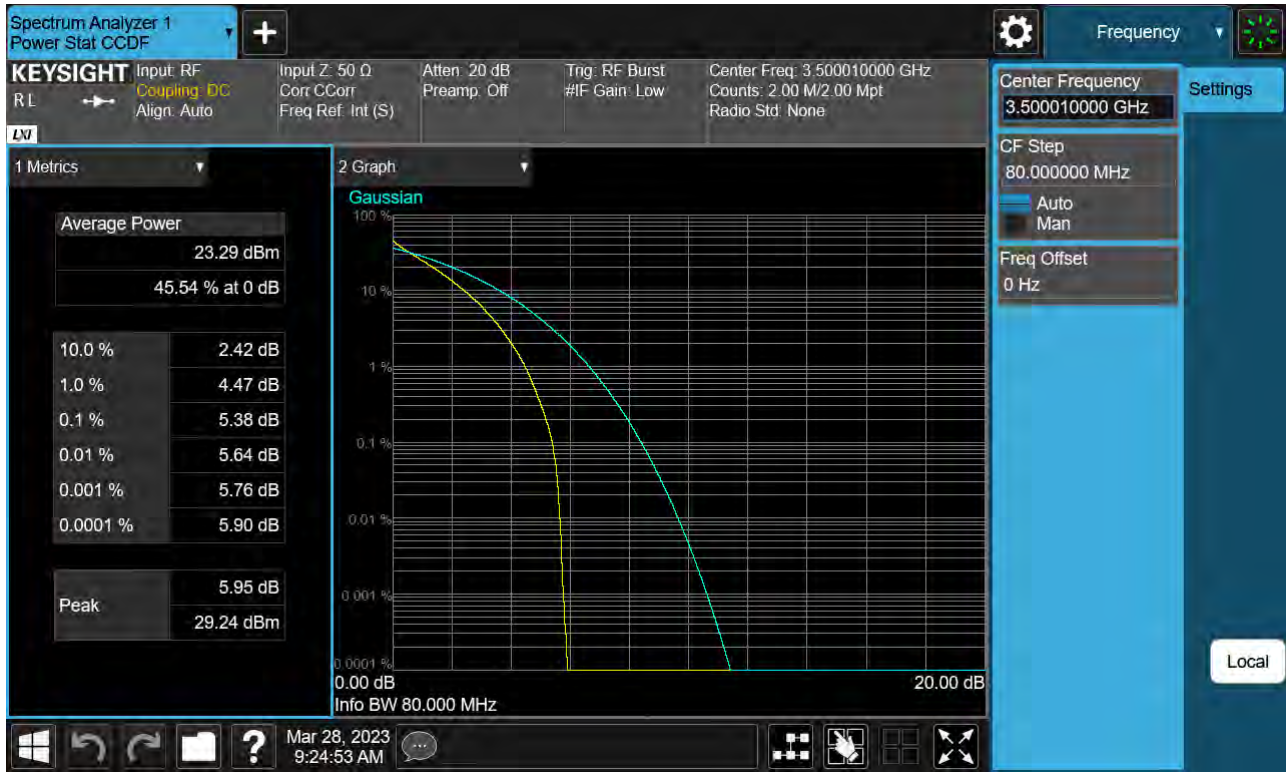 Spectrum Analyzer 1
Power Stat CCDF
+
Frequency
KEYSIGHT
RL
LXI
Input: RF
Coupling: DC
Align: Auto
Input Z: 50 Ω
Corr CCorr
Freq Ref: Int (S)
Atten: 20 dB
Preamp: Off
Trig: RF Burst
#IF Gain: Low
Center Freq: 3.500010000 GHz
Counts: 2.00 M/2.00 Mpt
Radio Std: None
Center Frequency
3.500010000 GHz
Settings
CF Step
80.000000 MHz
Auto
Man
Freq Offset
0 Hz
1 Metrics
Average Power
23.29 dBm
45.54 % at 0 dB
10.0 % 2.42 dB
1.0 % 4.47 dB
0.1 % 5.38 dB
0.01 % 5.64 dB
0.001 % 5.76 dB
0.0001 % 5.90 dB
Peak
5.95 dB
29.24 dBm
2 Graph
Gaussian
100 %
10 %
1 %
0.1 %
0.01 %
0.001 %
0.0001 %
0.00 dB 20.00 dB
Info BW 80.000 MHz
Local
?
Mar 28, 2023
9:24:53 AM